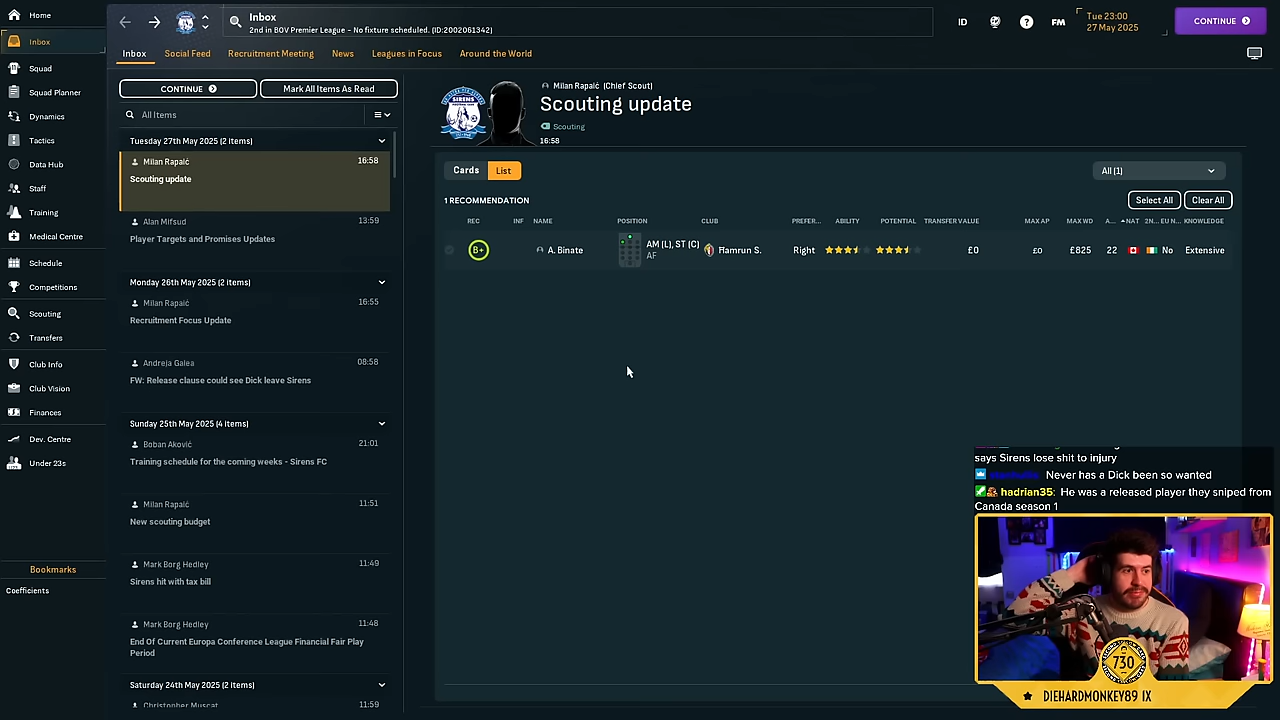 Home
Inbox
Squad
Squad Planner
Dynamics
Tactics
Data Hub
Staff
Training
Medical Centre
Schedule
Competitions
Scouting
Transfers
Club Info
Club Vision
Finances
Dev. Centre
Under 23s
Bookmarks
Coefficients
Inbox
2nd in BOV Premier League - No fixture scheduled. (ID:2002061342)
ID
FM
Tue 23:00
27 May 2025
CONTINUE
Inbox
Social Feed
Recruitment Meeting
News
Leagues in Focus
Around the World
CONTINUE
Mark All Items As Read
All Items
Tuesday 27th May 2025 (2 items)
Milan Rapaić
16:58
Scouting update
Alan Mifsud
13:59
Player Targets and Promises Updates
Monday 26th May 2025 (2 items)
Milan Rapaić
16:55
Recruitment Focus Update
Andreja Galea
08:58
FW: Release clause could see Dick leave Sirens
Sunday 25th May 2025 (4 items)
Boban Aković
21:01
Training schedule for the coming weeks - Sirens FC
Milan Rapaić
11:51
New scouting budget
Mark Borg Hedley
11:49
Sirens hit with tax bill
Mark Borg Hedley
11:48
End Of Current Europa Conference League Financial Fair Play
Period
Saturday 24th May 2025 (2 items)
Christopher Muscat
11:59
SIRENS
Milan Rapaić (Chief Scout)
Scouting update
Scouting
16:58
Cards
List
All (1)
1 RECOMMENDATION
Select All
Clear All
REC INF NAME POSITION CLUB PREFER... ABILITY POTENTIAL TRANSFER VALUE MAX AP MAX WD A... NAT 2N... EU N... KNOWLEDGE
B+ A. Binate AM (L), ST (C) Ħamrun S. Right £0 £0 £825 22 No Extensive
AF
says Sirens lose shit to injury
Never has a Dick been so wanted
hadrian35: He was a released player they sniped from
Canada season 1
730
DIEHARDMONKEY89 IX